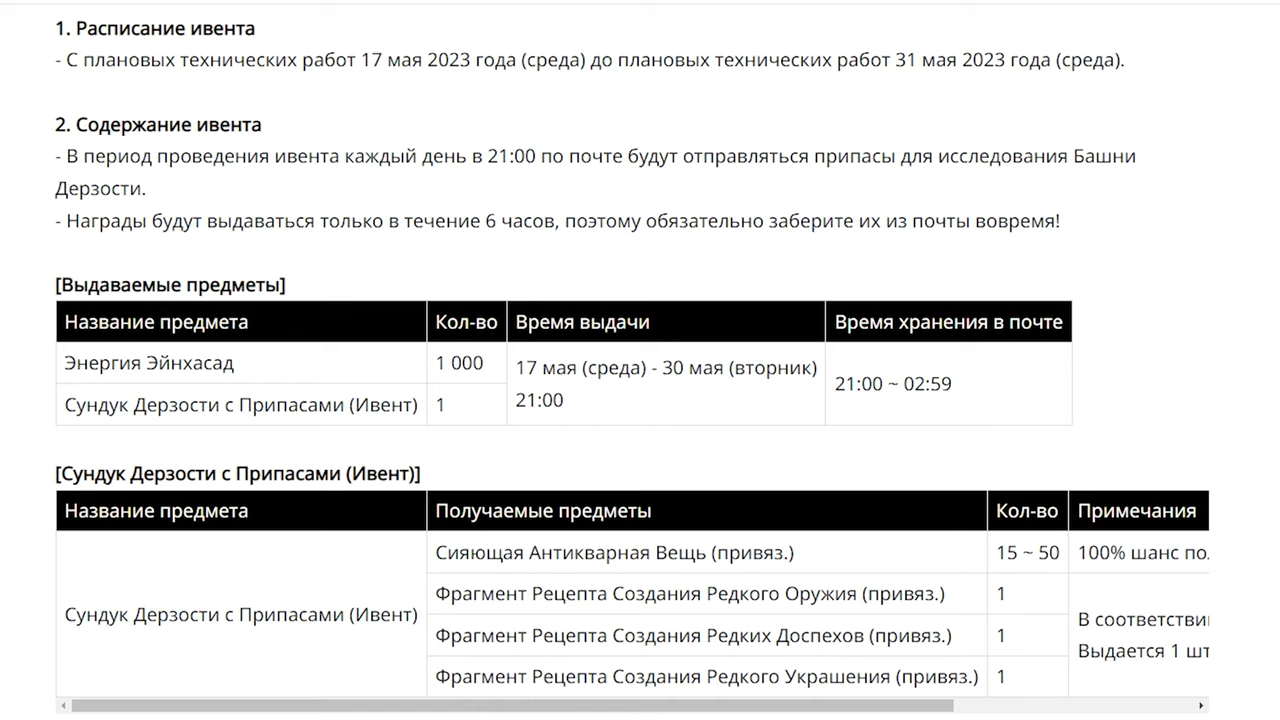 1. Расписание ивента
- С плановых технических работ 17 мая 2023 года (среда) до плановых технических работ 31 мая 2023 года (среда).
2. Содержание ивента
- В период проведения ивента каждый день в 21:00 по почте будут отправляться припасы для исследования Башни
Дерзости.
- Награды будут выдаваться только в течение 6 часов, поэтому обязательно заберите их из почты вовремя!
[Выдаваемые предметы]
Название предмета Кол-во Время выдачи Время хранения в почте
Энергия Эйнхасад 1 000
17 мая (среда) - 30 мая (вторник)
21:00
21:00 ~ 02:59
Сундук Дерзости с Припасами (Ивент) 1
[Сундук Дерзости с Припасами (Ивент)]
Название предмета Получаемые предметы Кол-во Примечания
Сундук Дерзости с Припасами (Ивент)
Сияющая Антикварная Вещь (привяз.) 15 ~ 50 100% шанс
Фрагмент Рецепта Создания Редкого Оружия (привяз.) 1
Фрагмент Рецепта Создания Редких Доспехов (привяз.) 1
Фрагмент Рецепта Создания Редкого Украшения (привяз.) 1
В
Выдается 1